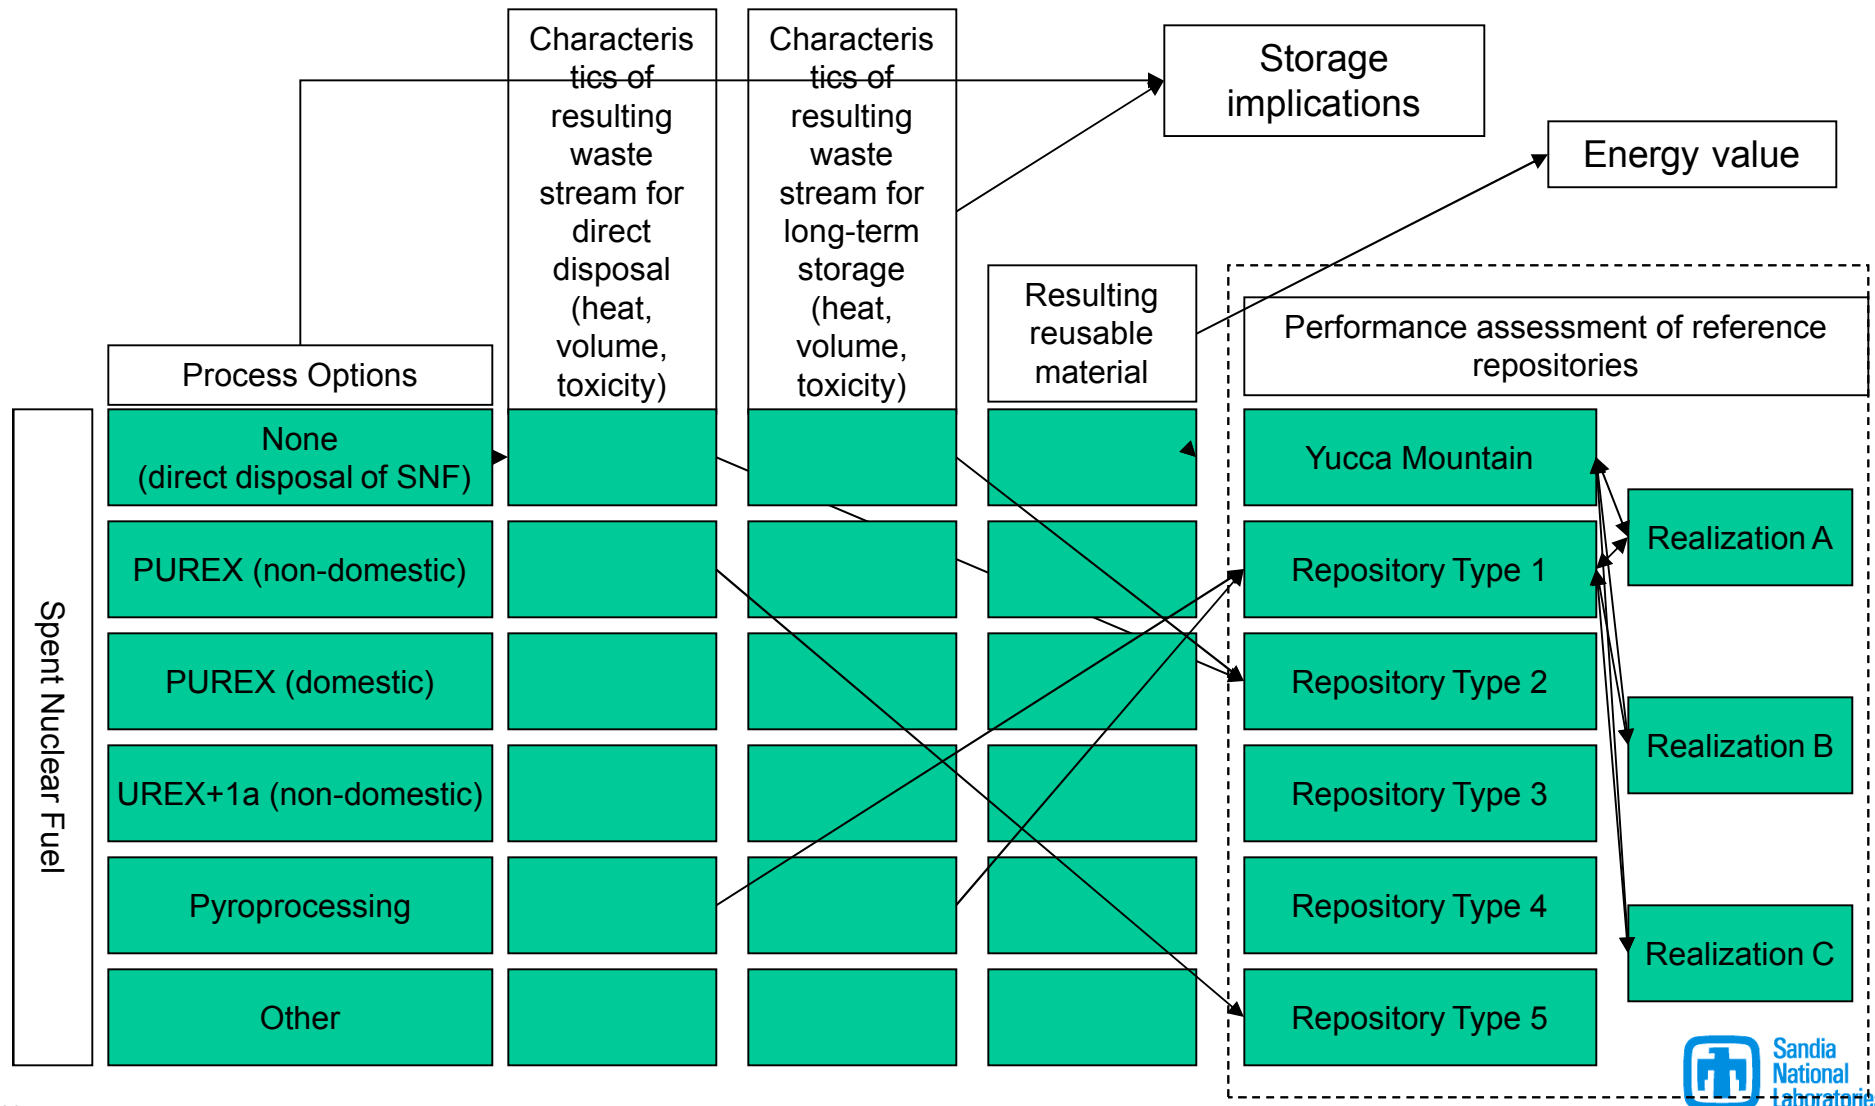 Characteris
tics of
resulting
waste
stream for
direct
disposal
(heat,
volume,
toxicity)
Characteris
tics of
resulting
waste
stream for
long-term
storage
(heat,
volume,
toxicity)
Storage
implications
Energy value
Resulting
reusable
material
Performance assessment of reference
repositories
Process Options
Spent Nuclear Fuel
None
(direct disposal of SNF)
PUREX (non-domestic)
PUREX (domestic)
UREX+1a (non-domestic)
Pyroprocessing
Other
Yucca Mountain
Repository Type 1
Repository Type 2
Repository Type 3
Repository Type 4
Repository Type 5
Realization A
Realization B
Realization C
Sandia
National
Laboratorie